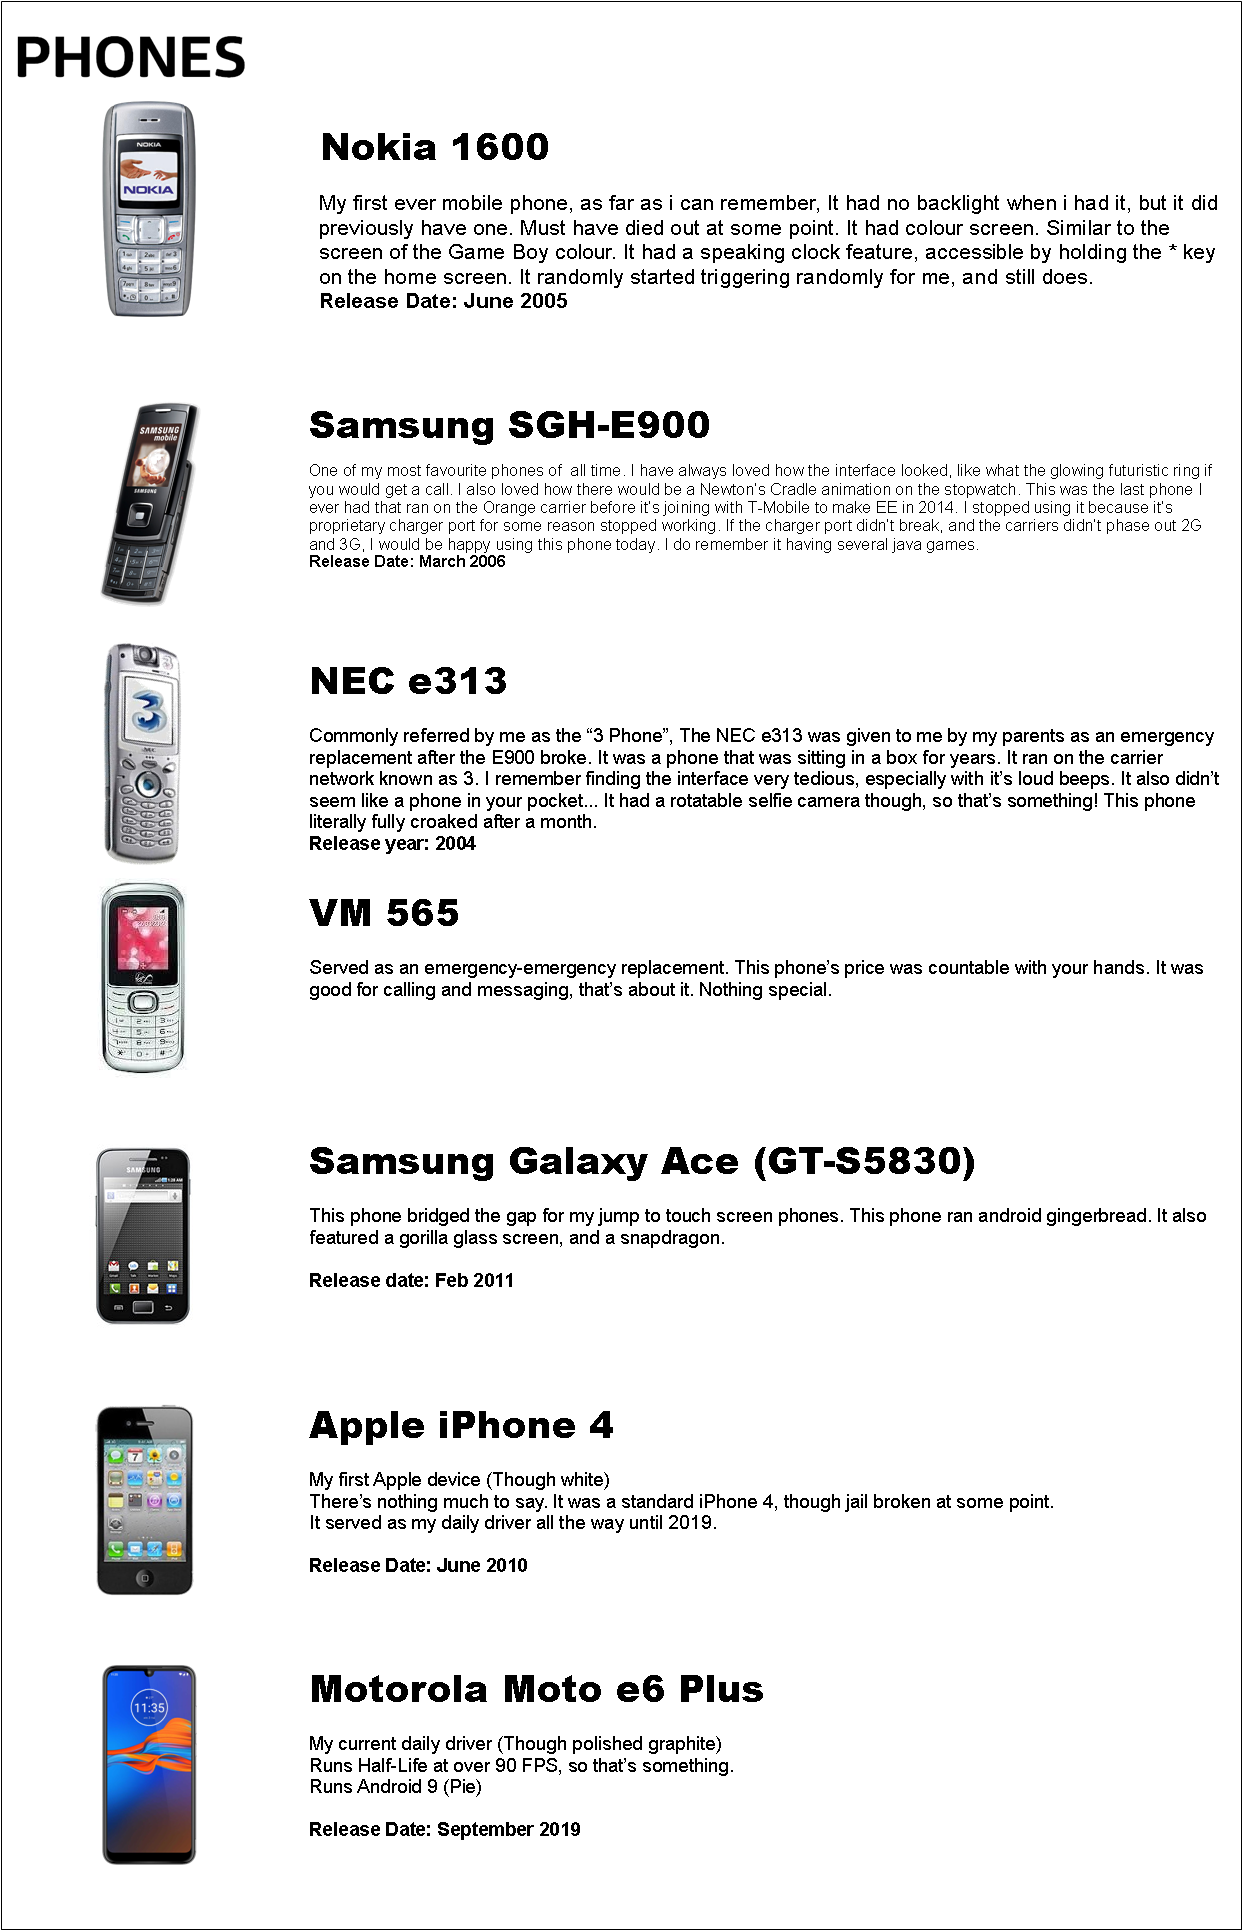 PHONES
NOKIA
NOKIA
Nokia 1600
My first ever mobile phone, as far as i can remember, It had no backlight when i had it, but it did
previously have one. Must have died out at some point. It had colour screen. Similar to the
screen of the Game Boy colour. It had a speaking clock feature, accessible by holding the * key
on the home screen. It randomly started triggering randomly for me, and still does.
Release Date: June 2005
SAMSUNG
mobile
SAMSUNG
Samsung SGH-E900
One of my most favourite phones of  all time. I have always loved how the interface looked, like what the glowing futuristic ring if
you would get a call. I also loved how there would be a Newton's Cradle animation on the stopwatch. This was the last phone I
ever had that ran on the Orange carrier before it's joining with T-Mobile to make EE in 2014. I stopped using it because it's
proprietary charger port for some reason stopped working. If the charger port didn't break, and the carriers didn't phase out 2G
and 3G, I would be happy using this phone today. I do remember it having several java games.
Release Date: March 2006
3
NEC
NEC e313
Commonly referred by me as the “3 Phone”, The NEC e313 was given to me by my parents as an emergency
replacement after the E900 broke. It was a phone that was sitting in a box for years. It ran on the carrier
network known as 3. I remember finding the interface very tedious, especially with it’s loud beeps. It also didn’t
seem like a phone in your pocket... It had a rotatable selfie camera though, so that’s something! This phone
literally fully croaked after a month.
Release year: 2004
VM 565
Served as an emergency-emergency replacement. This phone’s price was countable with your hands. It was
good for calling and messaging, that’s about it. Nothing special.
SAMSUNG
Samsung Galaxy Ace (GT-S5830)
This phone bridged the gap for my jump to touch screen phones. This phone ran android gingerbread. It also
featured a gorilla glass screen, and a snapdragon.
Release date: Feb 2011
7
Apple iPhone 4
My first Apple device (Though white)
There’s nothing much to say. It was a standard iPhone 4, though jail broken at some point.
It served as my daily driver all the way until 2019.
Release Date: June 2010
11:35
Motorola Moto e6 Plus
My current daily driver (Though polished graphite)
Runs Half-Life at over 90 FPS, so that’s something.
Runs Android 9 (Pie)
Release Date: September 2019